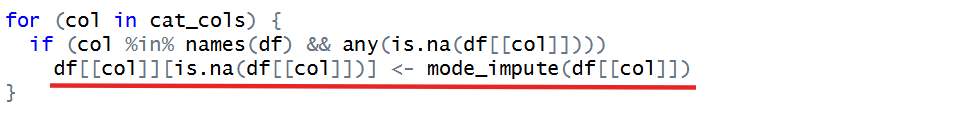 for (col in cat_cols) {
  if (col %in% names(df) && any(is.na(df[[col]])))
    df[[col]][is.na(df[[col]])] <- mode_impute(df[[col]])
}